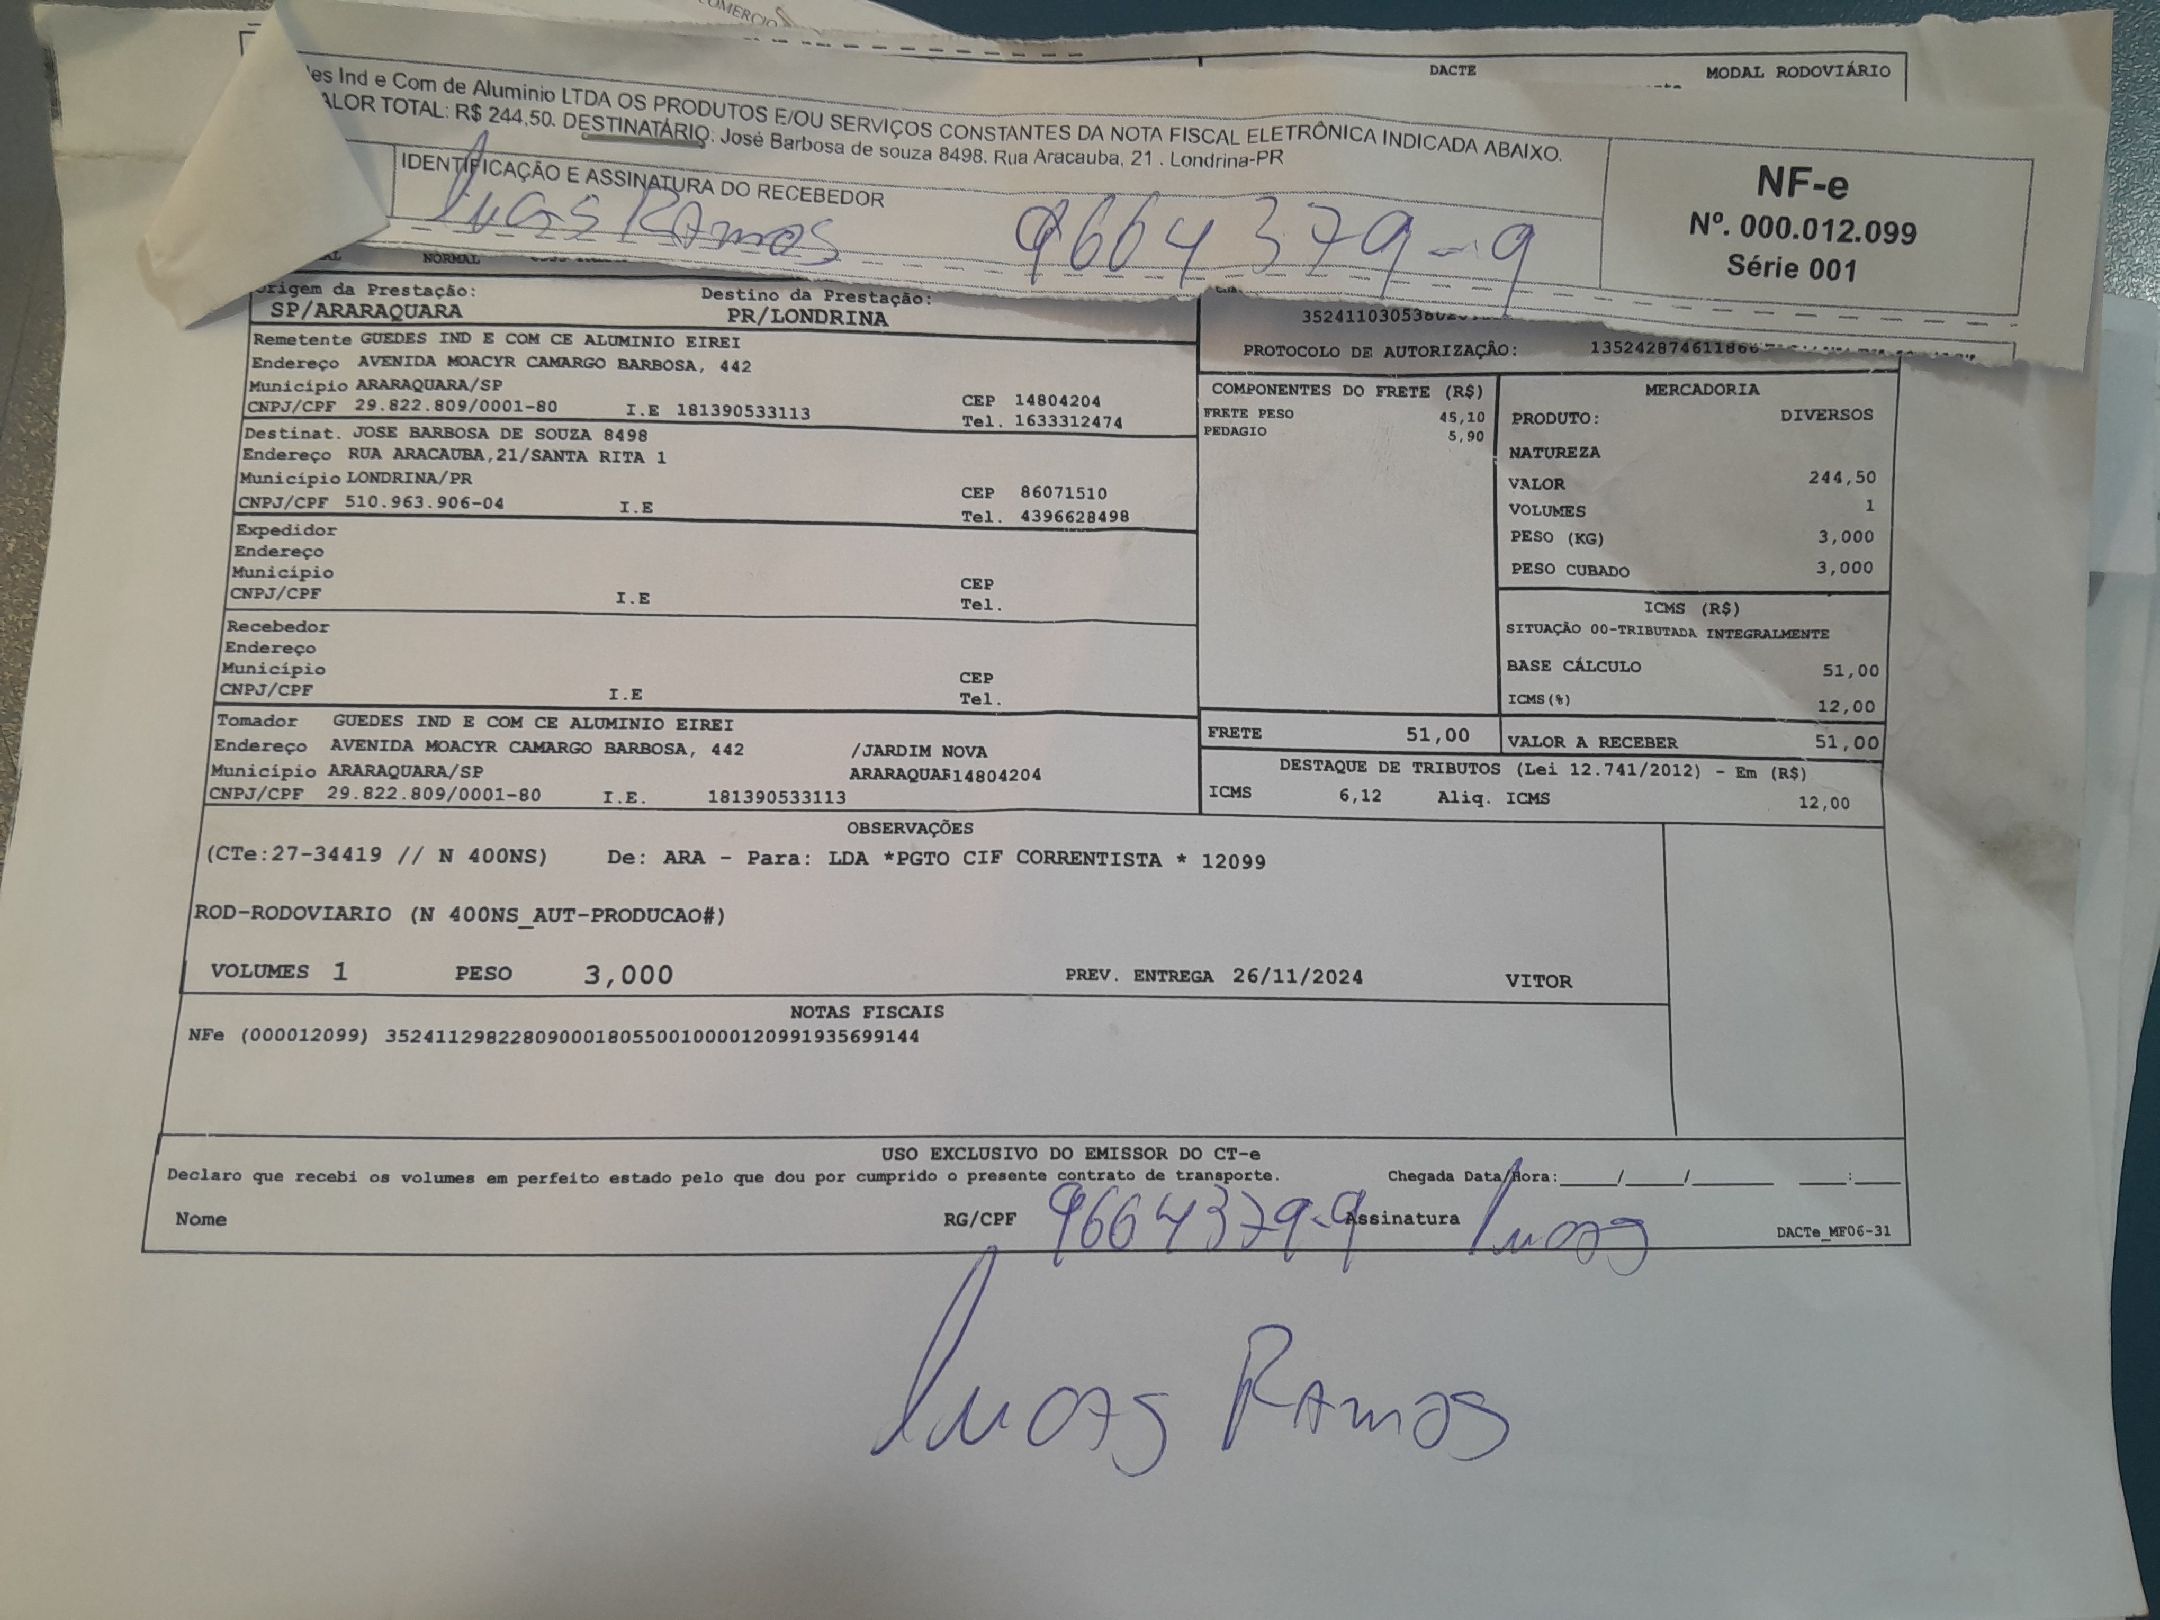 DACTE MODAL RODOVIÁRIO
es Ind e Com de Aluminio LTDA OS PRODUTOS E/OU SERVIÇOS CONSTANTES DA NOTA FISCAL ELETRÔNICA INDICADA ABAIXO.
ALOR TOTAL: R$ 244,50. DESTINATÁRIO: José Barbosa de souza 8498. Rua Aracauba, 21 . Londrina-PR
IDENTIFICAÇÃO E ASSINATURA DO RECEBEDOR
Lucas Ramos 9664379-9
NF-e
Nº. 000.012.099
Série 001
NORMAL
Origem da Prestação: Destino da Prestação:
SP/ARARAQUARA PR/LONDRINA
Remetente GUEDES IND E COM CE ALUMINIO EIREI
Endereço AVENIDA MOACYR CAMARGO BARBOSA, 442
Município ARARAQUARA/SP CEP 14804204
CNPJ/CPF 29.822.809/0001-80 I.E 181390533113 Tel. 1633312474
Destinat. JOSE BARBOSA DE SOUZA 8498
Endereço RUA ARACAUBA,21/SANTA RITA 1
Município LONDRINA/PR CEP 86071510
CNPJ/CPF 510.963.906-04 I.E Tel. 4396628498
Expedidor
Endereço
Município CEP
CNPJ/CPF I.E Tel.
Recebedor
Endereço
Município CEP
CNPJ/CPF I.E Tel.
Tomador GUEDES IND E COM CE ALUMINIO EIREI
Endereço AVENIDA MOACYR CAMARGO BARBOSA, 442 /JARDIM NOVA
Município ARARAQUARA/SP ARARAQUAR14804204
CNPJ/CPF 29.822.809/0001-80 I.E. 181390533113
PROTOCOLO DE AUTORIZAÇÃO: 135242874611866
COMPONENTES DO FRETE (R$)
FRETE PESO 45,10
PEDAGIO 5,90
MERCADORIA
PRODUTO: DIVERSOS
NATUREZA
VALOR 244,50
VOLUMES 1
PESO (KG) 3,000
PESO CUBADO 3,000
ICMS (R$)
SITUAÇÃO 00-TRIBUTADA INTEGRALMENTE
BASE CÁLCULO 51,00
ICMS(%) 12,00
FRETE 51,00 VALOR A RECEBER 51,00
DESTAQUE DE TRIBUTOS (Lei 12.741/2012) - Em (R$)
ICMS 6,12 Aliq. ICMS 12,00
OBSERVAÇÕES
(CTe:27-34419 // N 400NS) De: ARA - Para: LDA *PGTO CIF CORRENTISTA * 12099
ROD-RODOVIARIO (N 400NS_AUT-PRODUCAO#)
VOLUMES 1 PESO 3,000 PREV. ENTREGA 26/11/2024 VITOR
NOTAS FISCAIS
NFe (000012099) 35241129822809000180550010000120991935699144
USO EXCLUSIVO DO EMISSOR DO CT-e
Declaro que recebi os volumes em perfeito estado pelo que dou por cumprido o presente contrato de transporte. Chegada Data/Hora:____/____/______ ___:___
Nome RG/CPF 9664379-9 Assinatura Lucas DACTe_MF06-31
Lucas Ramos